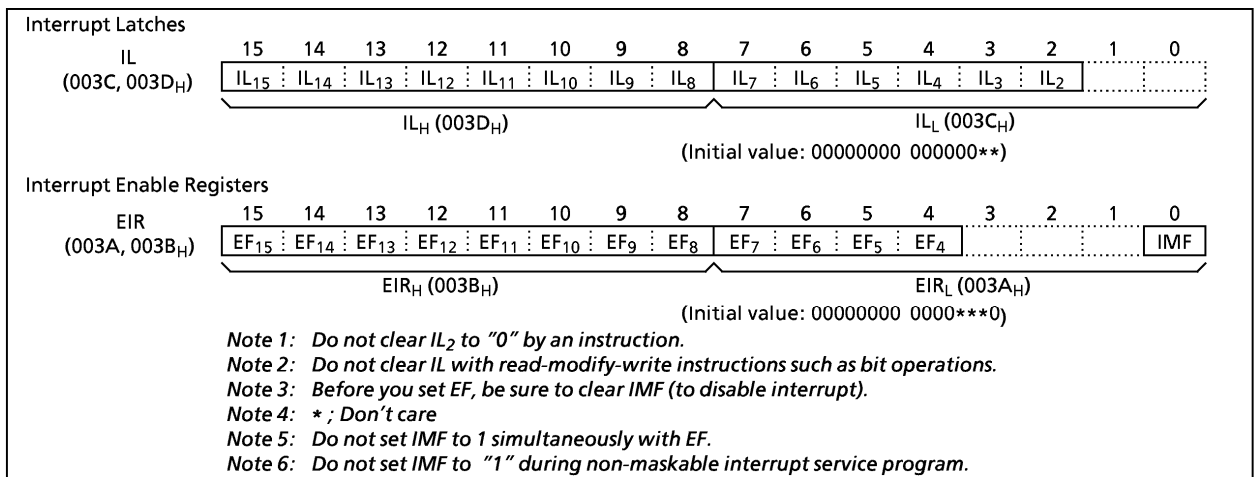 Interrupt Latches
15 14 13 12 11 10 9 8 7 6 5 4 3 2 1 0
IL
(003C, 003DH)
IL15 IL14 IL13 IL12 IL11 IL10 IL9 IL8 IL7 IL6 IL5 IL4 IL3 IL2
ILH (003DH) ILL (003CH)
(Initial value: 00000000 000000**)
Interrupt Enable Registers
15 14 13 12 11 10 9 8 7 6 5 4 3 2 1 0
EIR
(003A, 003BH)
EF15 EF14 EF13 EF12 EF11 EF10 EF9 EF8 EF7 EF6 EF5 EF4 IMF
EIRH (003BH) EIRL (003AH)
(Initial value: 00000000 0000***0)
Note 1: Do not clear IL2 to "0" by an instruction.
Note 2: Do not clear IL with read-modify-write instructions such as bit operations.
Note 3: Before you set EF, be sure to clear IMF (to disable interrupt).
Note 4: * ; Don't care
Note 5: Do not set IMF to 1 simultaneously with EF.
Note 6: Do not set IMF to "1" during non-maskable interrupt service program.